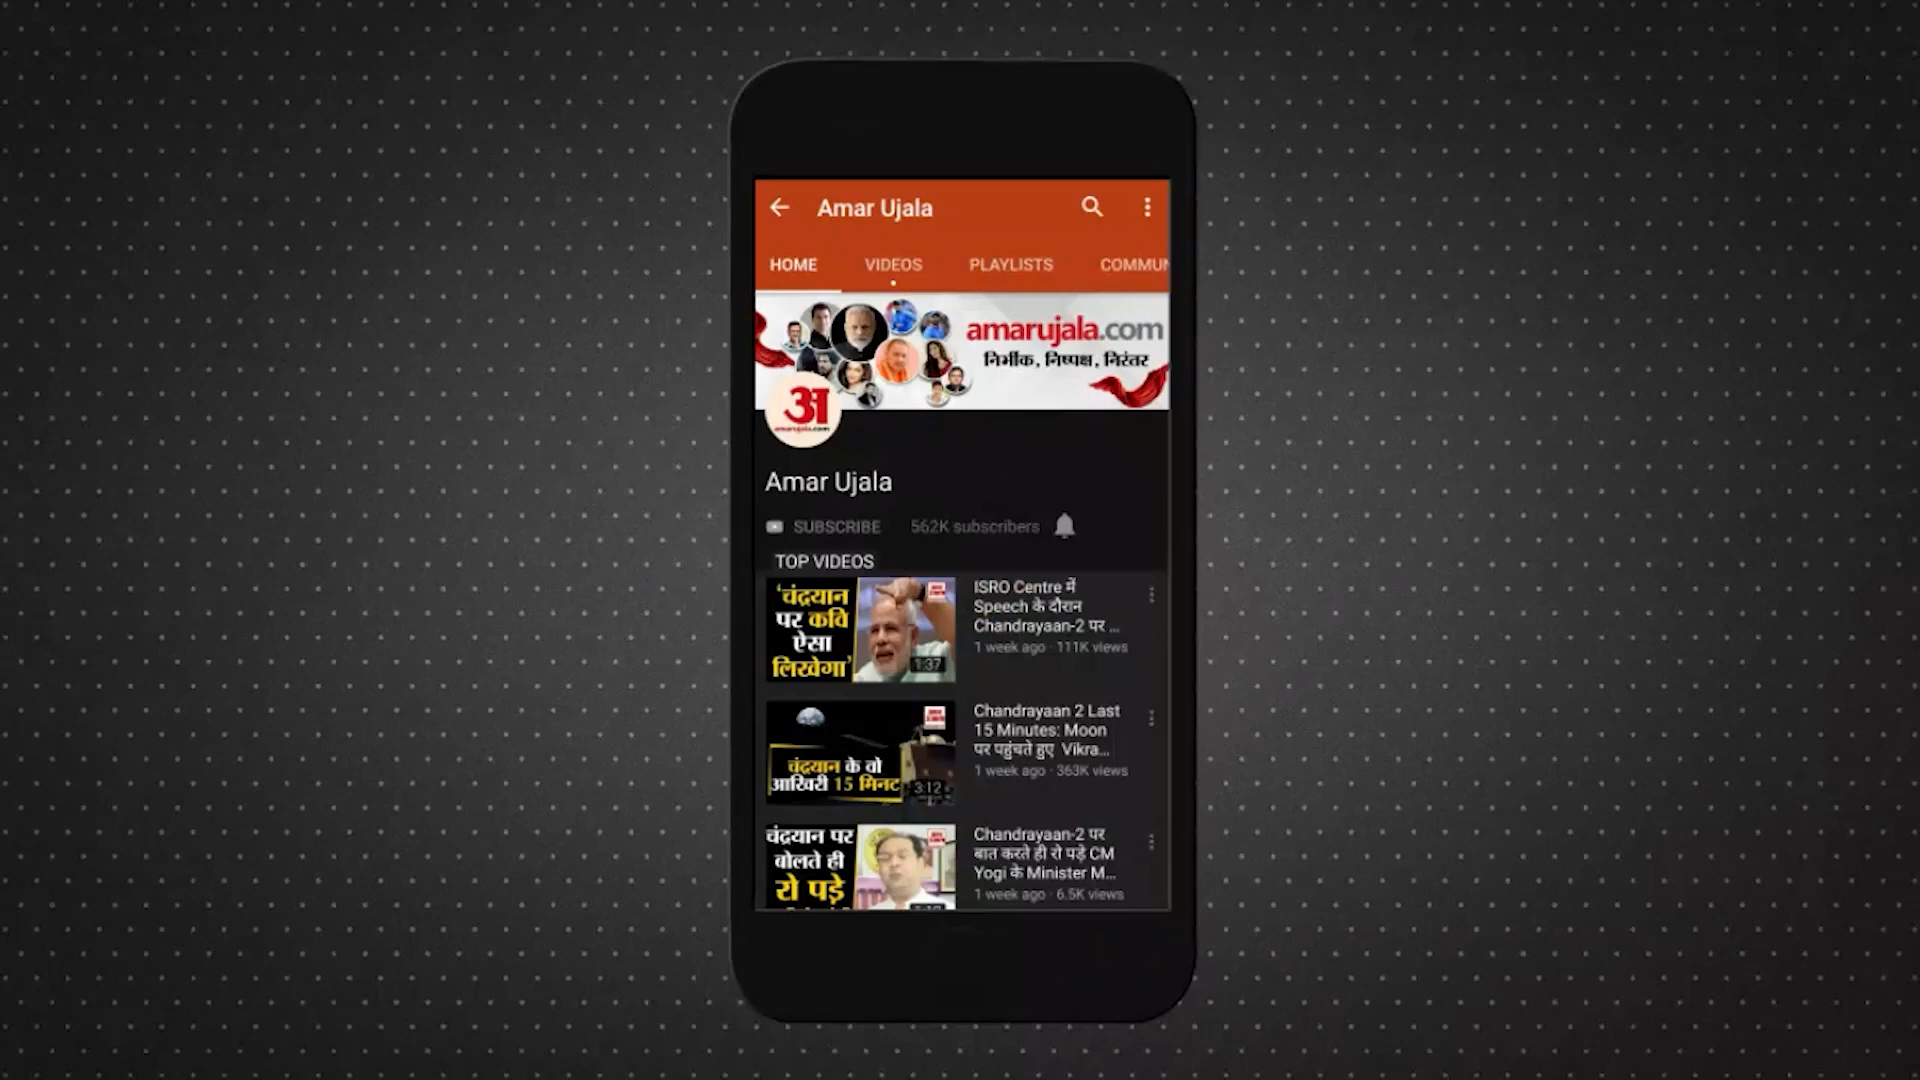 Amar Ujala
HOME VIDEOS PLAYLISTS COMMUN
amarujala.com
निर्भीक, निष्पक्ष, निरंतर
अ
amarujala.com
Amar Ujala
SUBSCRIBE 562K subscribers
TOP VIDEOS
‘चंद्रयान
पर कवि
ऐसा
लिखेगा’
1:37
ISRO Centre में
Speech के दौरान
Chandrayaan-2 पर ...
1 week ago · 111K views
चंद्रयान के वो
आखिरी 15 मिनट
3:12
Chandrayaan 2 Last
15 Minutes: Moon
पर पहुंचते हुए Vikra...
1 week ago · 363K views
चंद्रयान पर
बोलते ही
रो पड़े
Chandrayaan-2 पर
बात करते ही रो पड़े CM
Yogi के Minister M...
1 week ago · 6.5K views